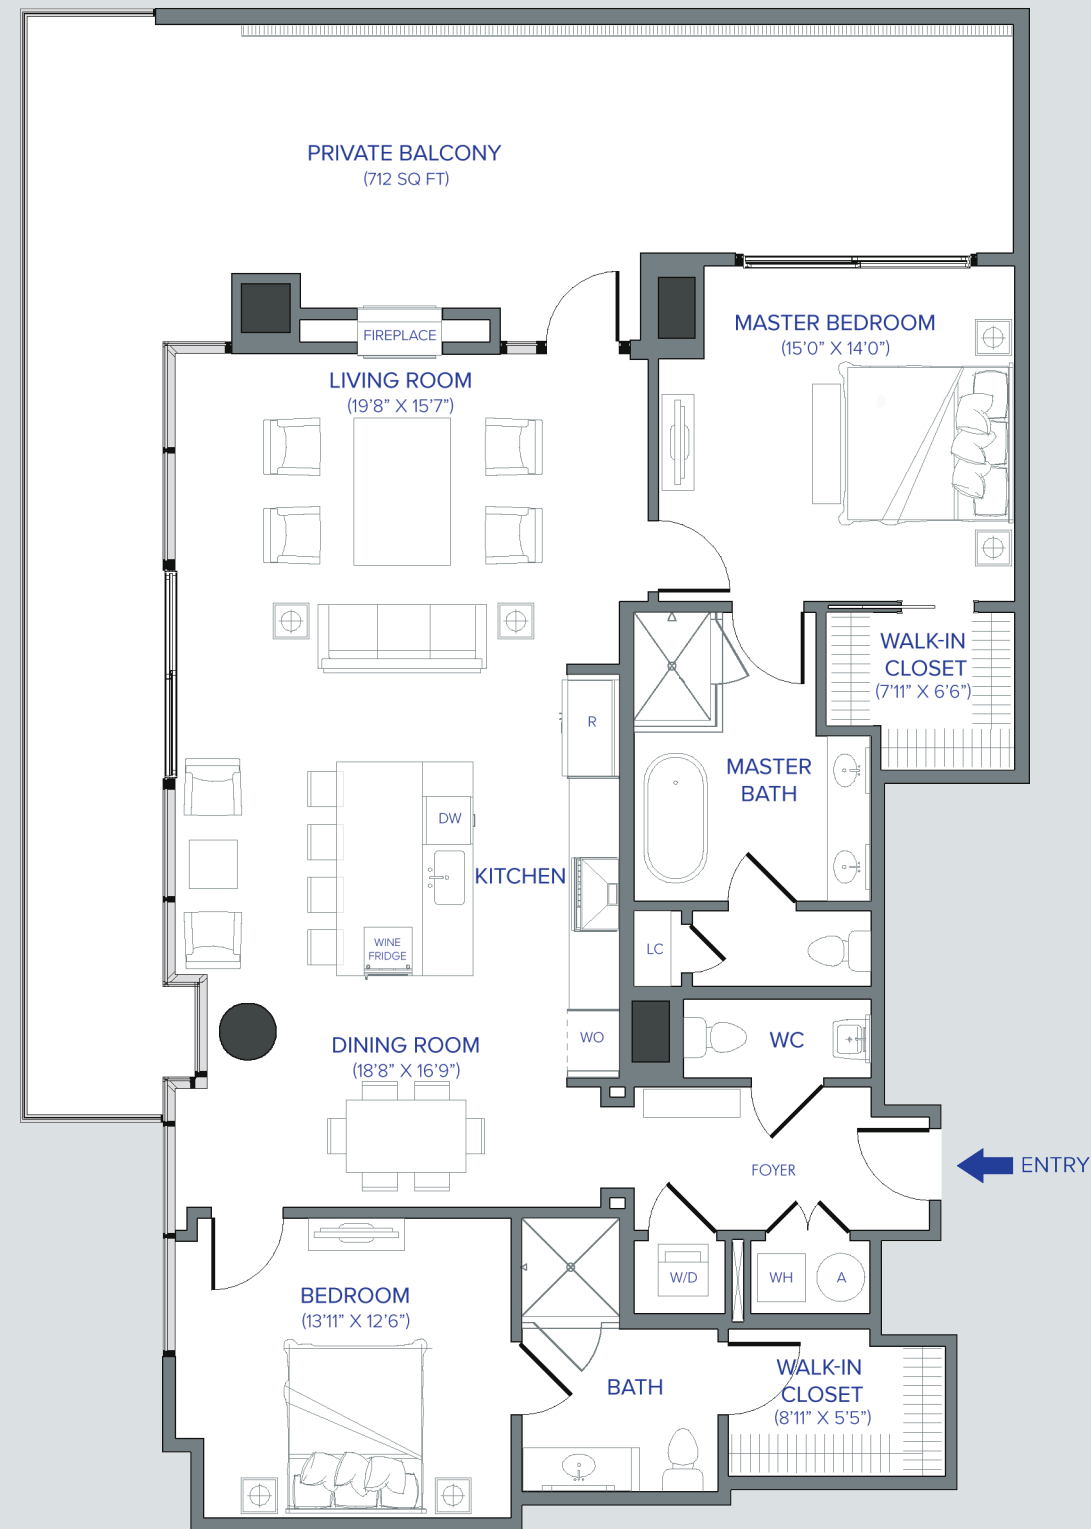 PRIVATE BALCONY
(712 SQ FT)
FIREPLACE
MASTER BEDROOM
(15'0" X 14'0")
LIVING ROOM
(19'8" X 15'7")
WALK-IN
CLOSET
(7'11" X 6'6")
R
MASTER
BATH
DW
KITCHEN
WINE
FRIDGE
LC
WO
WC
DINING ROOM
(18'8" X 16'9")
FOYER
ENTRY
W/D
WH
A
BEDROOM
(13'11" X 12'6")
BATH
WALK-IN
CLOSET
(8'11" X 5'5")